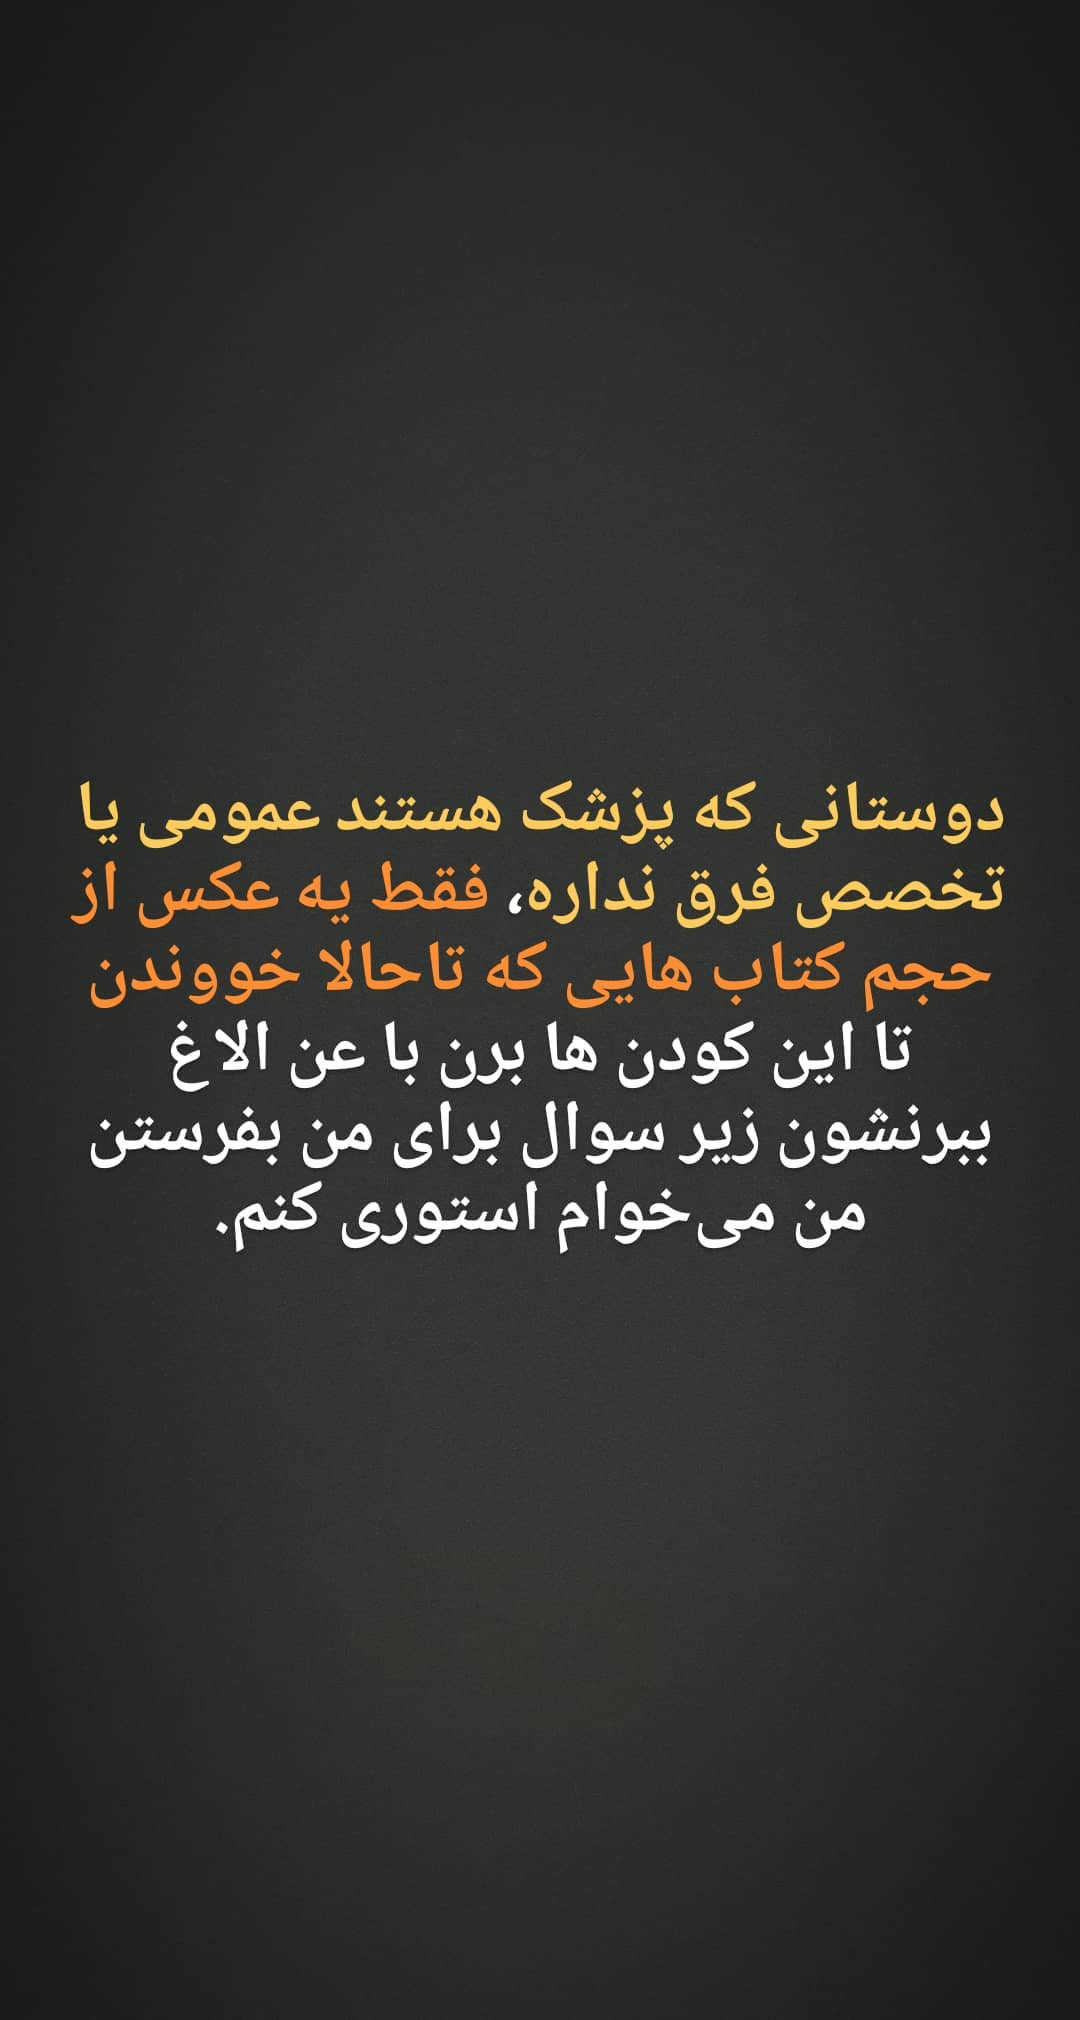 دوستانی که پزشک هستند عمومی یا
تخصص فرق نداره، فقط یه عکس از
حجم کتاب هایی که تاحالا خووندن
تا این کودن ها برن با عن الاغ
ببرنشون زیر سوال برای من بفرستن
من می‌خوام استوری کنم.